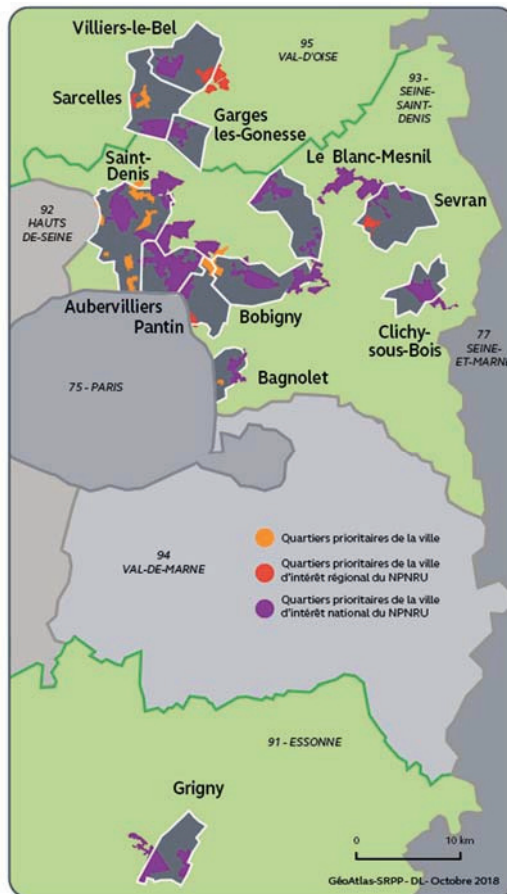 Villiers-le-Bel
95
VAL-D'OISE
93 -
SEINE-
SAINT-
DENIS
Sarcelles
Garges
les-Gonesse
Saint-
Denis
Le Blanc-Mesnil
Sevran
92
HAUTS
DE-SEINE
Aubervilliers
Pantin
Bobigny
Clichy-
sous-Bois
77
SEINE-
ET-MARNE
75 - PARIS
Bagnolet
Quartiers prioritaires de la ville
Quartiers prioritaires de la ville
d'intérêt régional du NPNRU
Quartiers prioritaires de la ville
d'intérêt national du NPNRU
94
VAL-DE-MARNE
91 - ESSONNE
Grigny
0 10 km
GéoAtlas-SRPP - DL - Octobre 2018